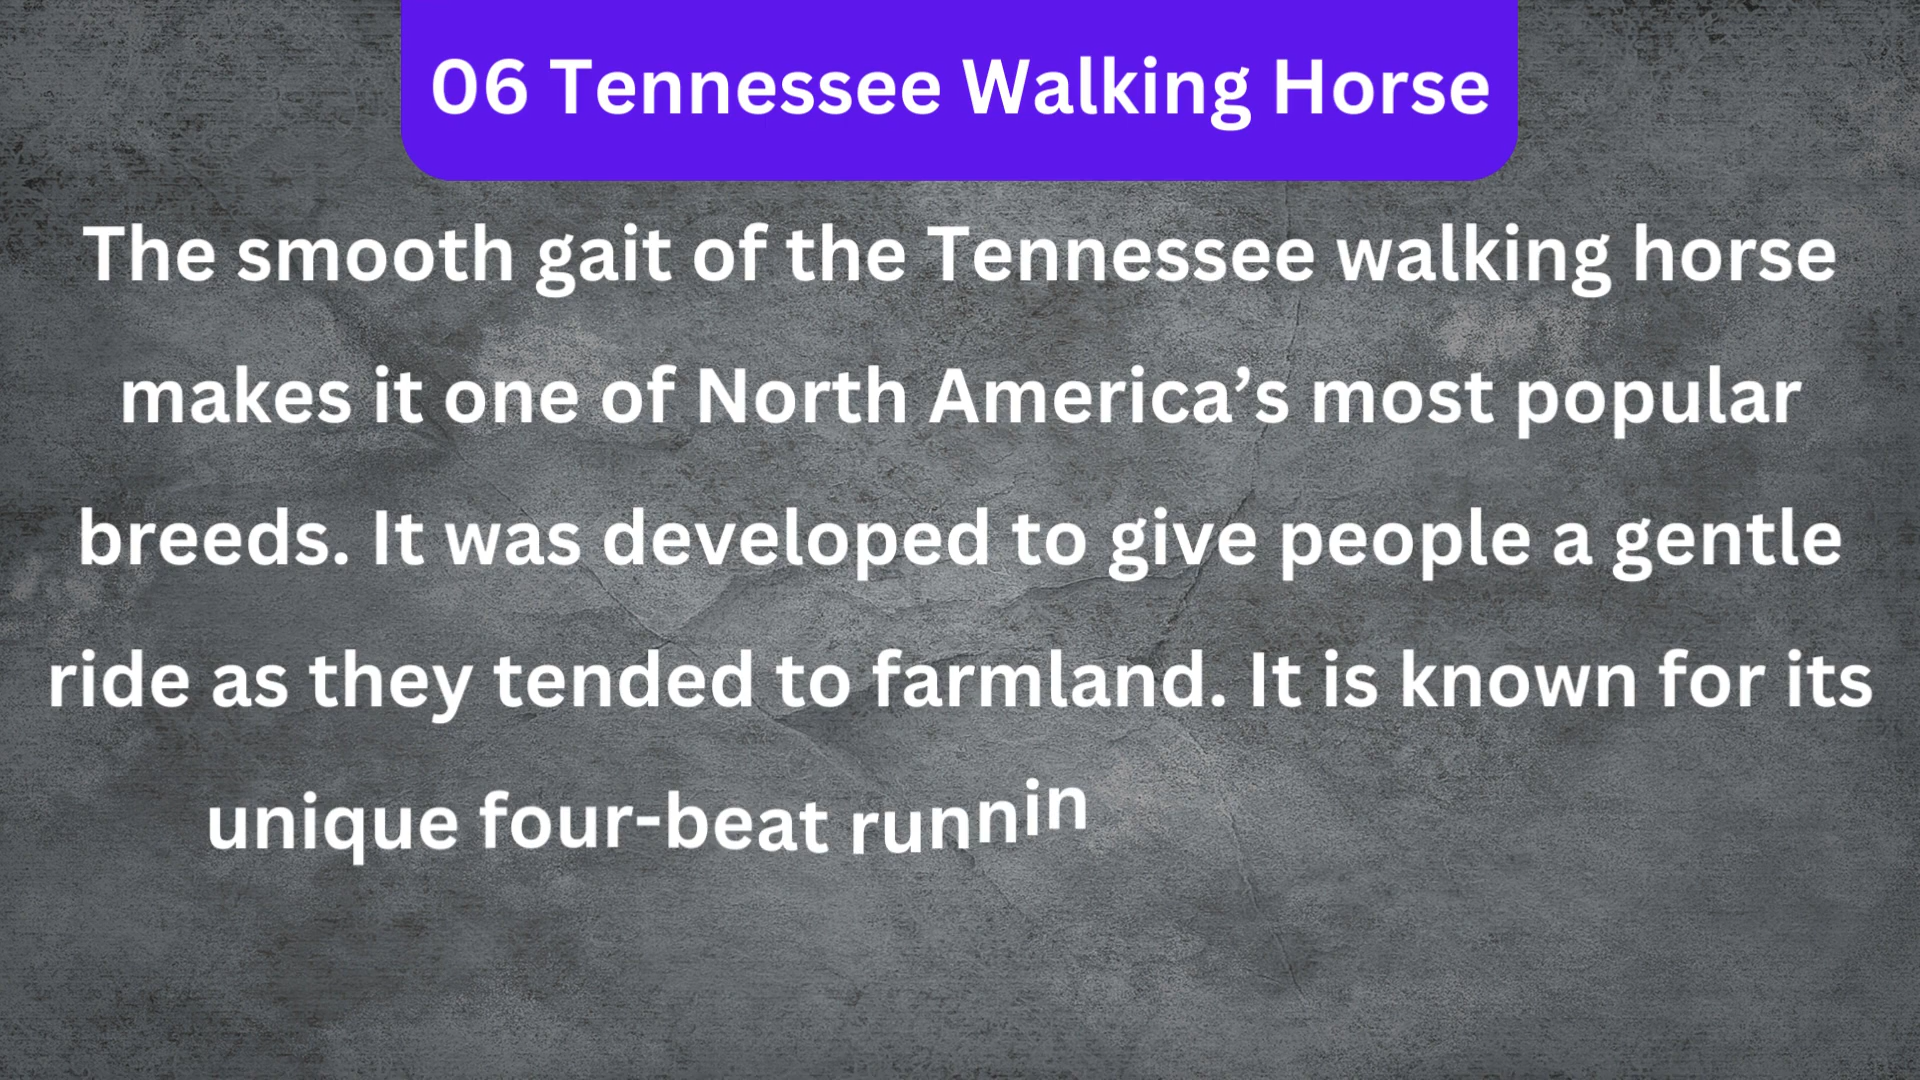 06 Tennessee Walking Horse
The smooth gait of the Tennessee walking horse
makes it one of North America’s most popular
breeds. It was developed to give people a gentle
ride as they tended to farmland. It is known for its
unique four-beat runnin